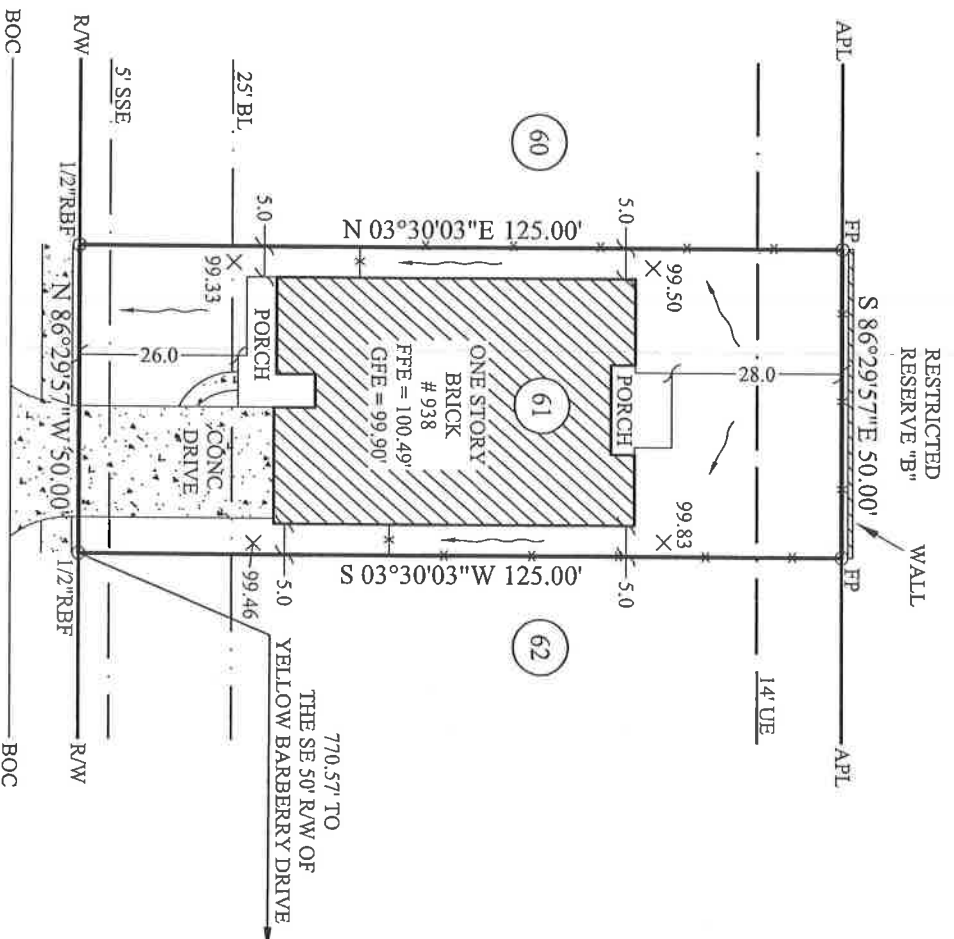 RESTRICTED
RESERVE "B"
WALL
APL
FP
S 86°29'57"E 50.00'
FP
APL
14' UE
28.0
99.50
99.83
5.0
5.0
60
N 03°30'03"E 125.00'
PORCH
61
ONE STORY
BRICK
# 938
FFE = 100.49'
GFE = 99.90'
S 03°30'03"W 125.00'
62
5.0
5.0
PORCH
99.33
99.46
25' BL
26.0
CONC
DRIVE
5' SSE
770.57' TO
THE SE 50' R/W OF
YELLOW BARBERRY DRIVE
R/W
1/2"RBF
N 86°29'57"W 50.00'
1/2"RBF
R/W
BOC
BOC